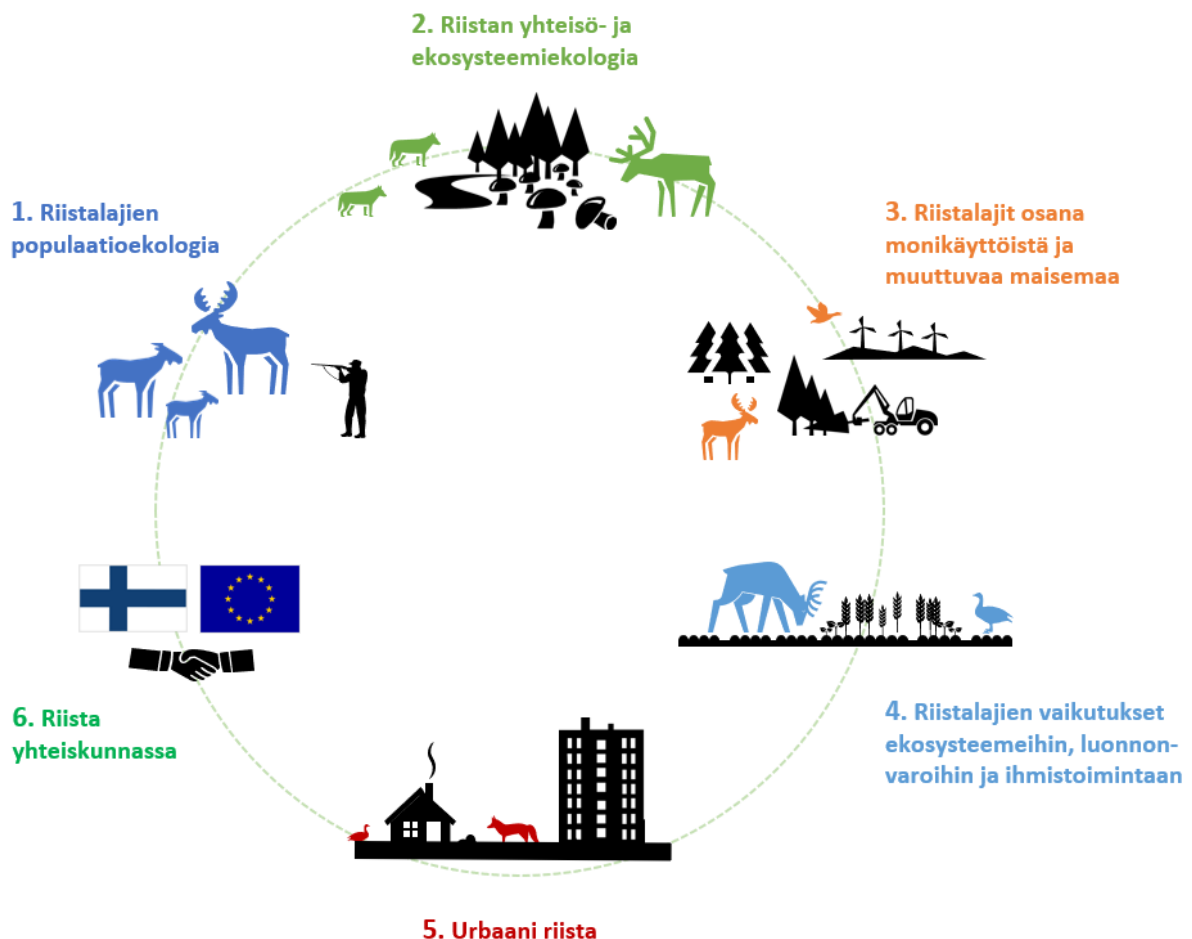 2. Riistan yhteisö- ja
ekosysteemiekologia
1. Riistalajien
populaatioekologia
3. Riistalajit osana
monikäyttöistä ja
muuttuvaa maisemaa
4. Riistalajien vaikutukset
ekosysteemeihin, luonnon-
varoihin ja ihmistoimintaan
6. Riista
yhteiskunnassa
5. Urbaani riista